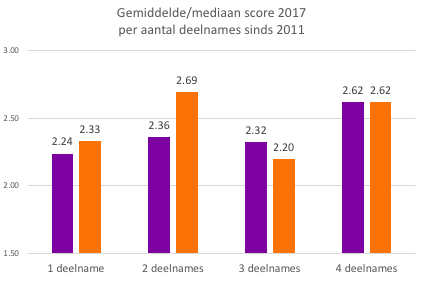 Gemiddelde/mediaan score 2017
per aantal deelnames sinds 2011
3.00
2.50
2.00
1.50
2.24 2.33
2.36 2.69
2.32 2.20
2.62 2.62
1 deelname 2 deelnames 3 deelnames 4 deelnames